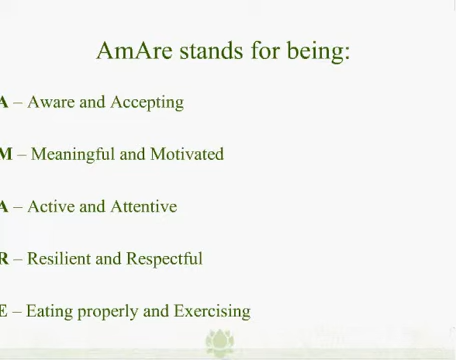 AmAre stands for being:
A – Aware and Accepting
M – Meaningful and Motivated
A – Active and Attentive
R – Resilient and Respectful
E – Eating properly and Exercising